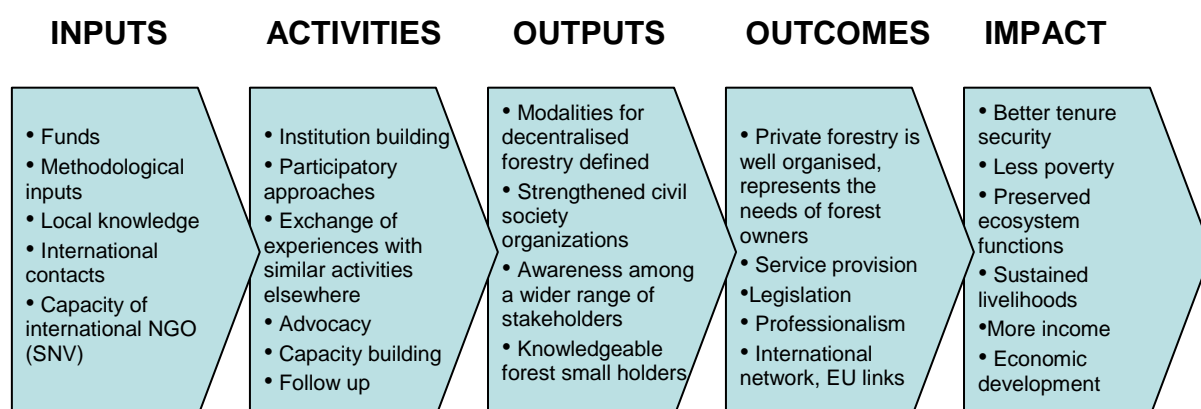 INPUTS
ACTIVITIES
OUTPUTS
OUTCOMES
IMPACT
• Funds
• Methodological
inputs
• Local knowledge
• International
contacts
• Capacity of
international NGO
(SNV)
• Institution building
• Participatory
approaches
• Exchange of
experiences with
similar activities
elsewhere
• Advocacy
• Capacity building
• Follow up
• Modalities for
decentralised
forestry defined
• Strengthened civil
society
organizations
• Awareness among
a wider range of
stakeholders
• Knowledgeable
forest small holders
• Private forestry is
well organised,
represents the
needs of forest
owners
• Service provision
•Legislation
• Professionalism
• International
network, EU links
• Better tenure
security
• Less poverty
• Preserved
ecosystem
functions
• Sustained
livelihoods
•More income
• Economic
development